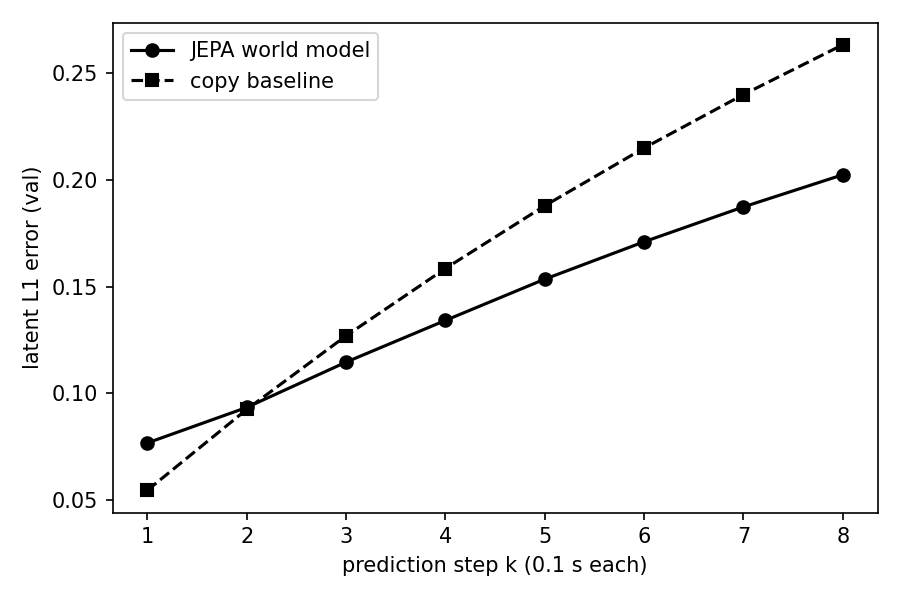 JEPA world model
copy baseline
latent L1 error (val)
0.25
0.20
0.15
0.10
0.05
1 2 3 4 5 6 7 8
prediction step k (0.1 s each)